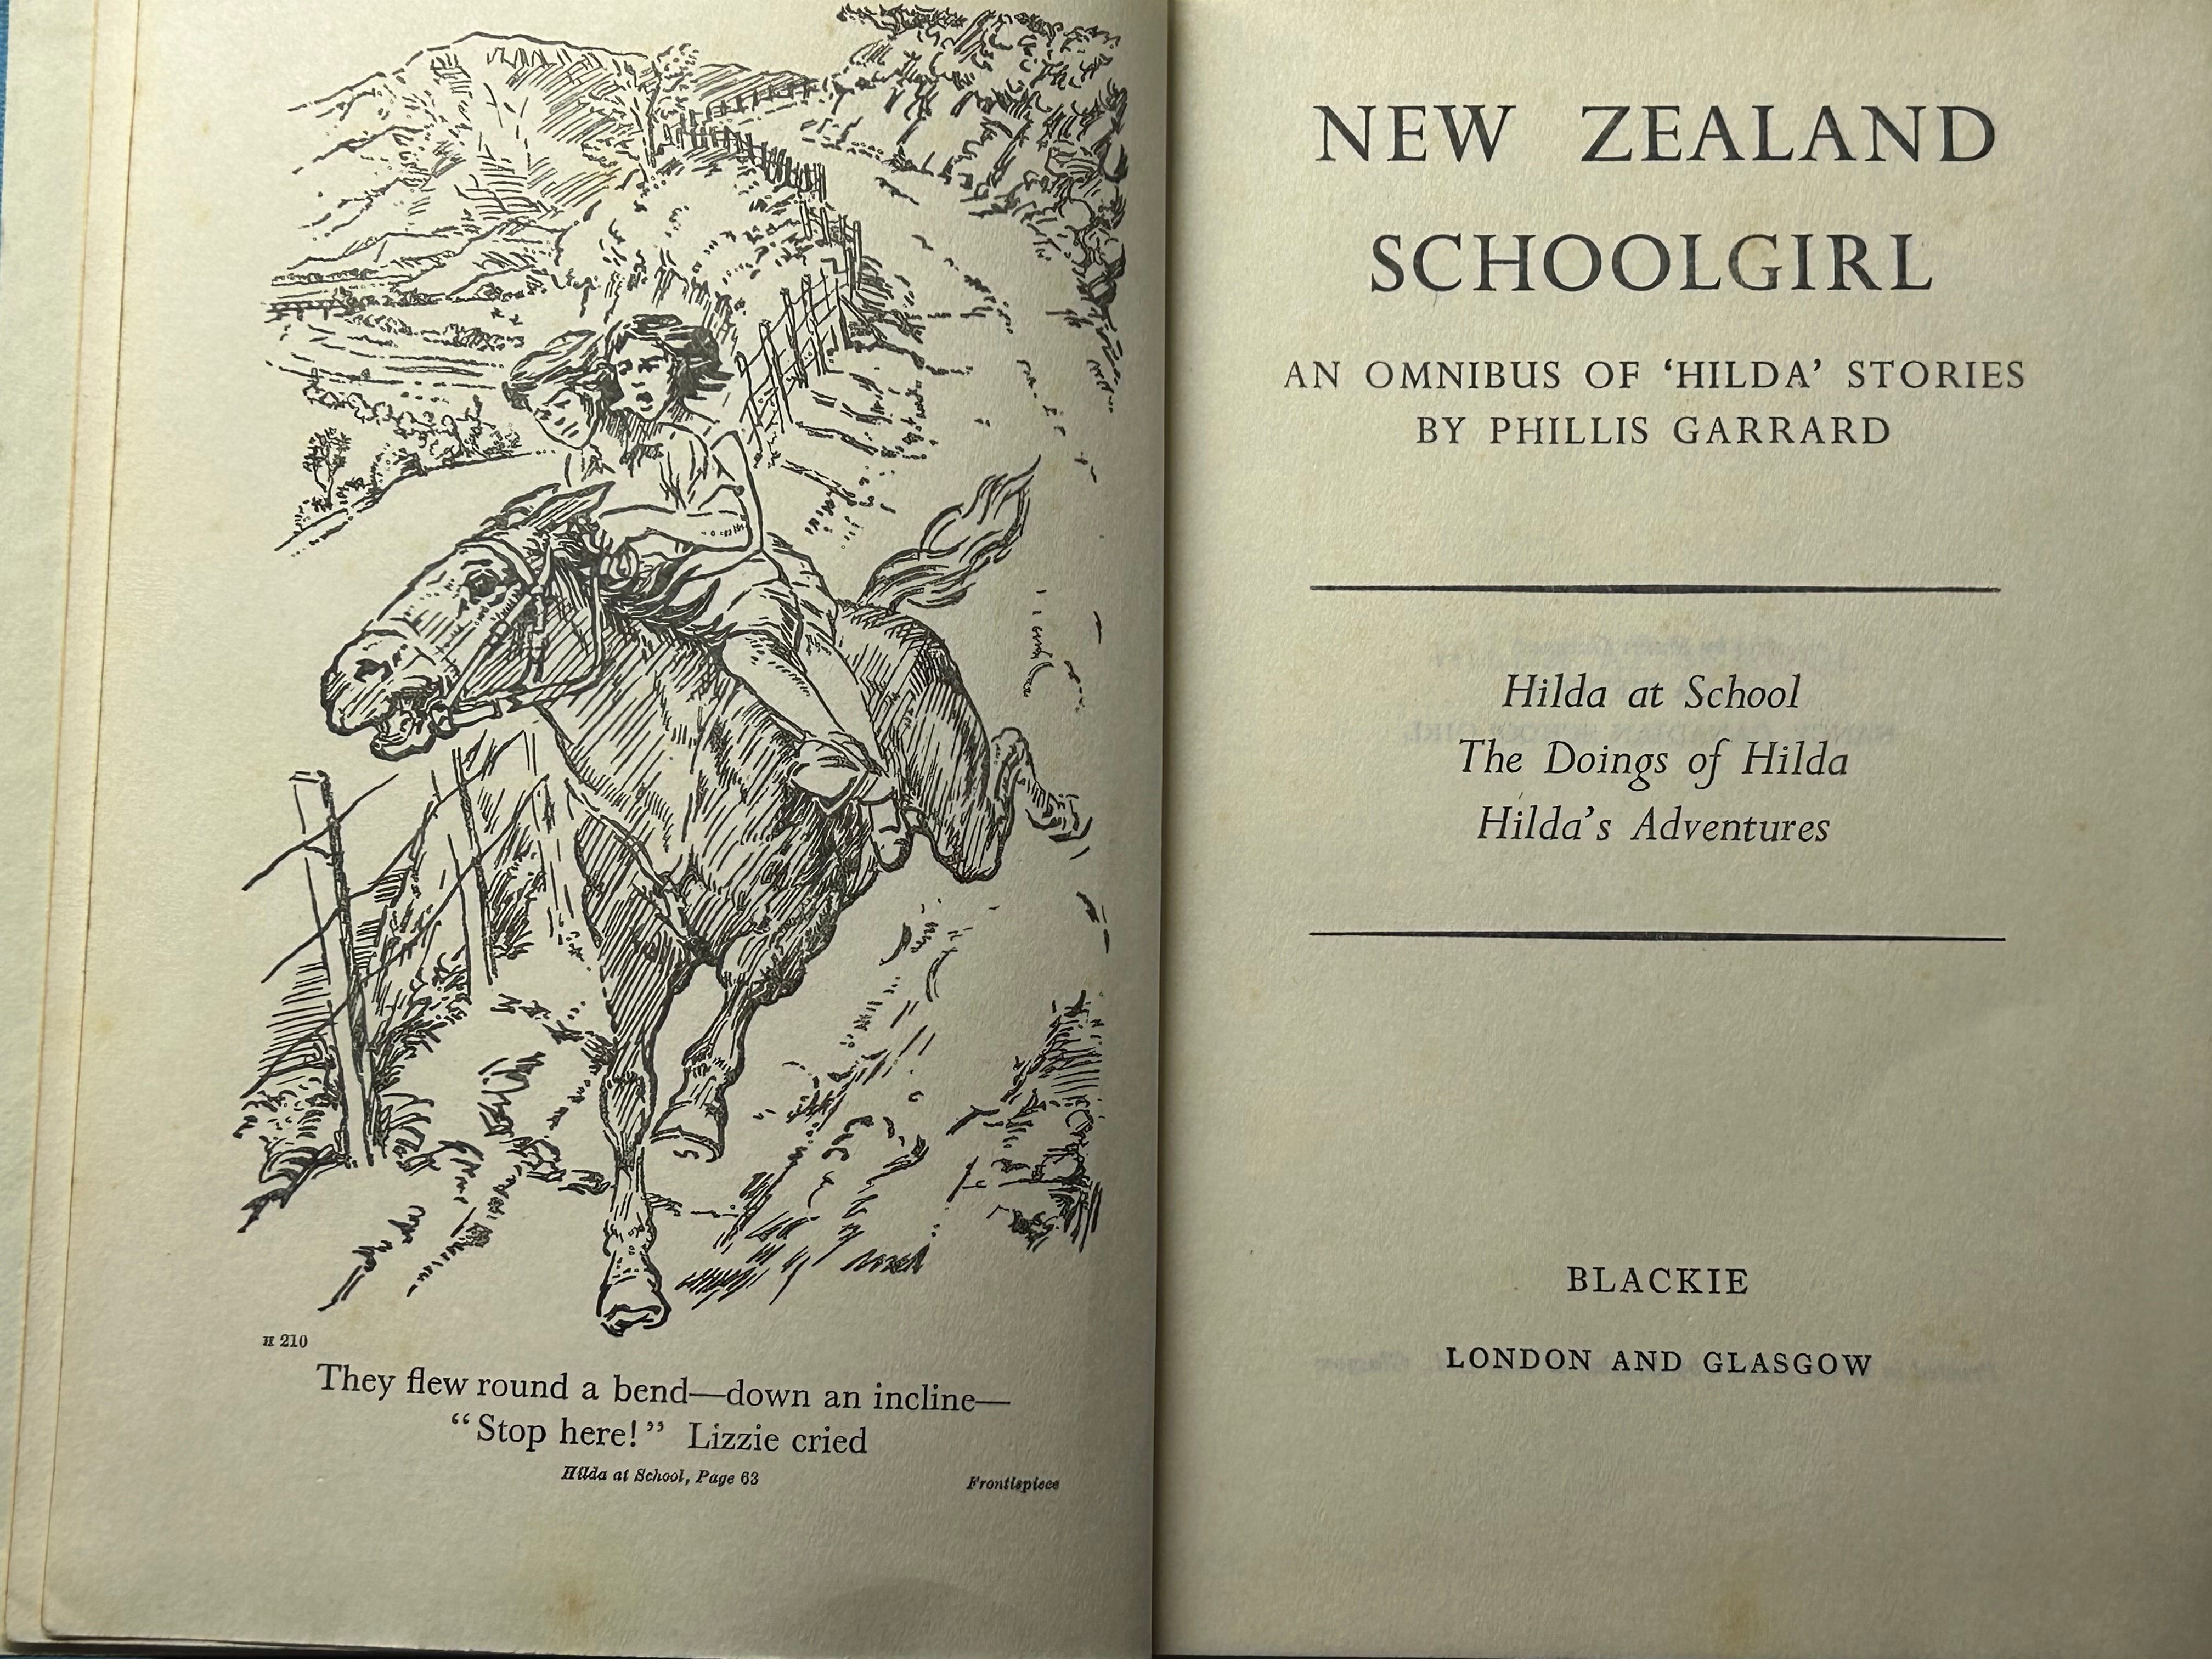 H 210
They flew round a bend—down an incline—
“Stop here!” Lizzie cried
Hilda at School, Page 63
Frontispiece
NEW ZEALAND
SCHOOLGIRL
AN OMNIBUS OF ‘HILDA’ STORIES
BY PHILLIS GARRARD
Hilda at School
The Doings of Hilda
Hilda’s Adventures
BLACKIE
LONDON AND GLASGOW